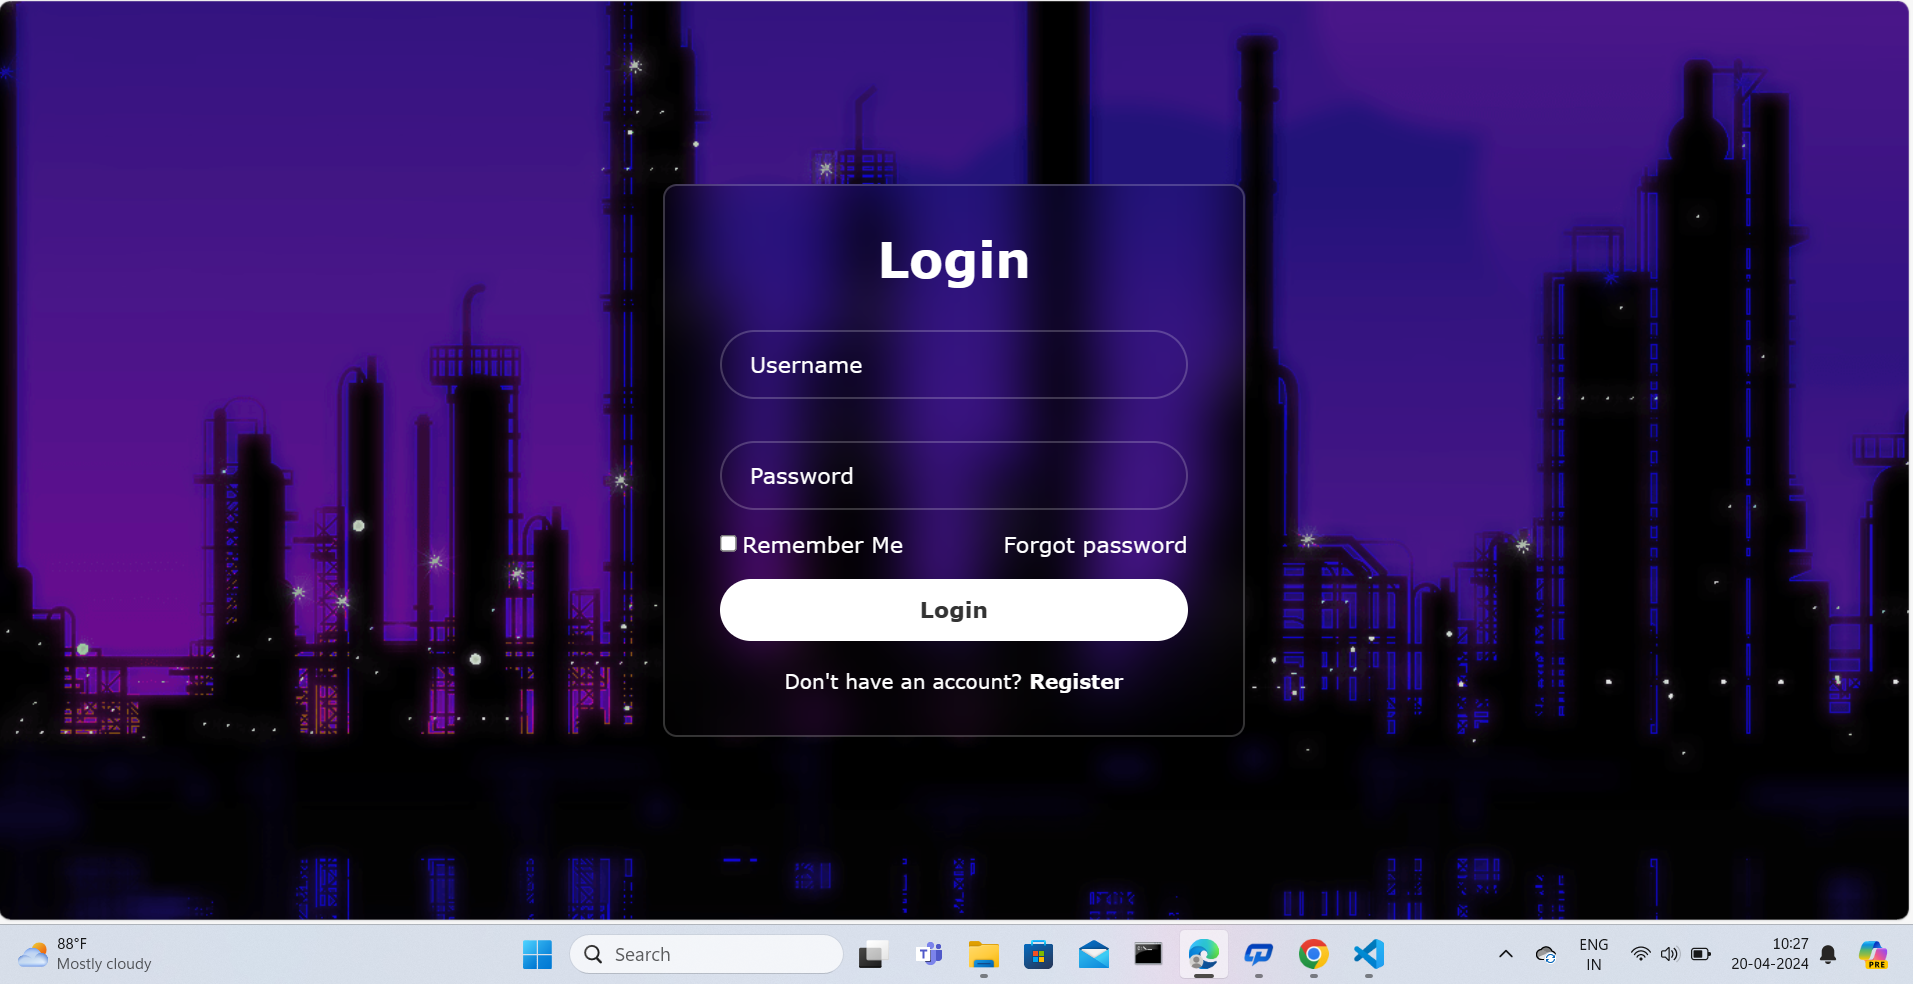 Login
Username
Password
Remember Me Forgot password
Login
Don't have an account? Register
88°F
Mostly cloudy
Search
ENG
IN
10:27
20-04-2024
PRE